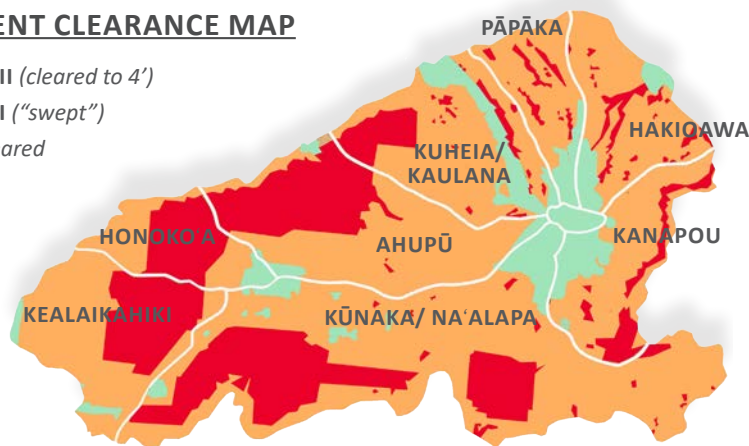 ENT CLEARANCE MAP
II (cleared to 4')
I ("swept")
ared
PĀPĀKA
HAKIOAWA
KUHEIA/
KAULANA
HONOKOʻA
AHUPŪ
KANAPOU
KEALAIKAHIKI
KŪNAKA/ NAʻALAPA